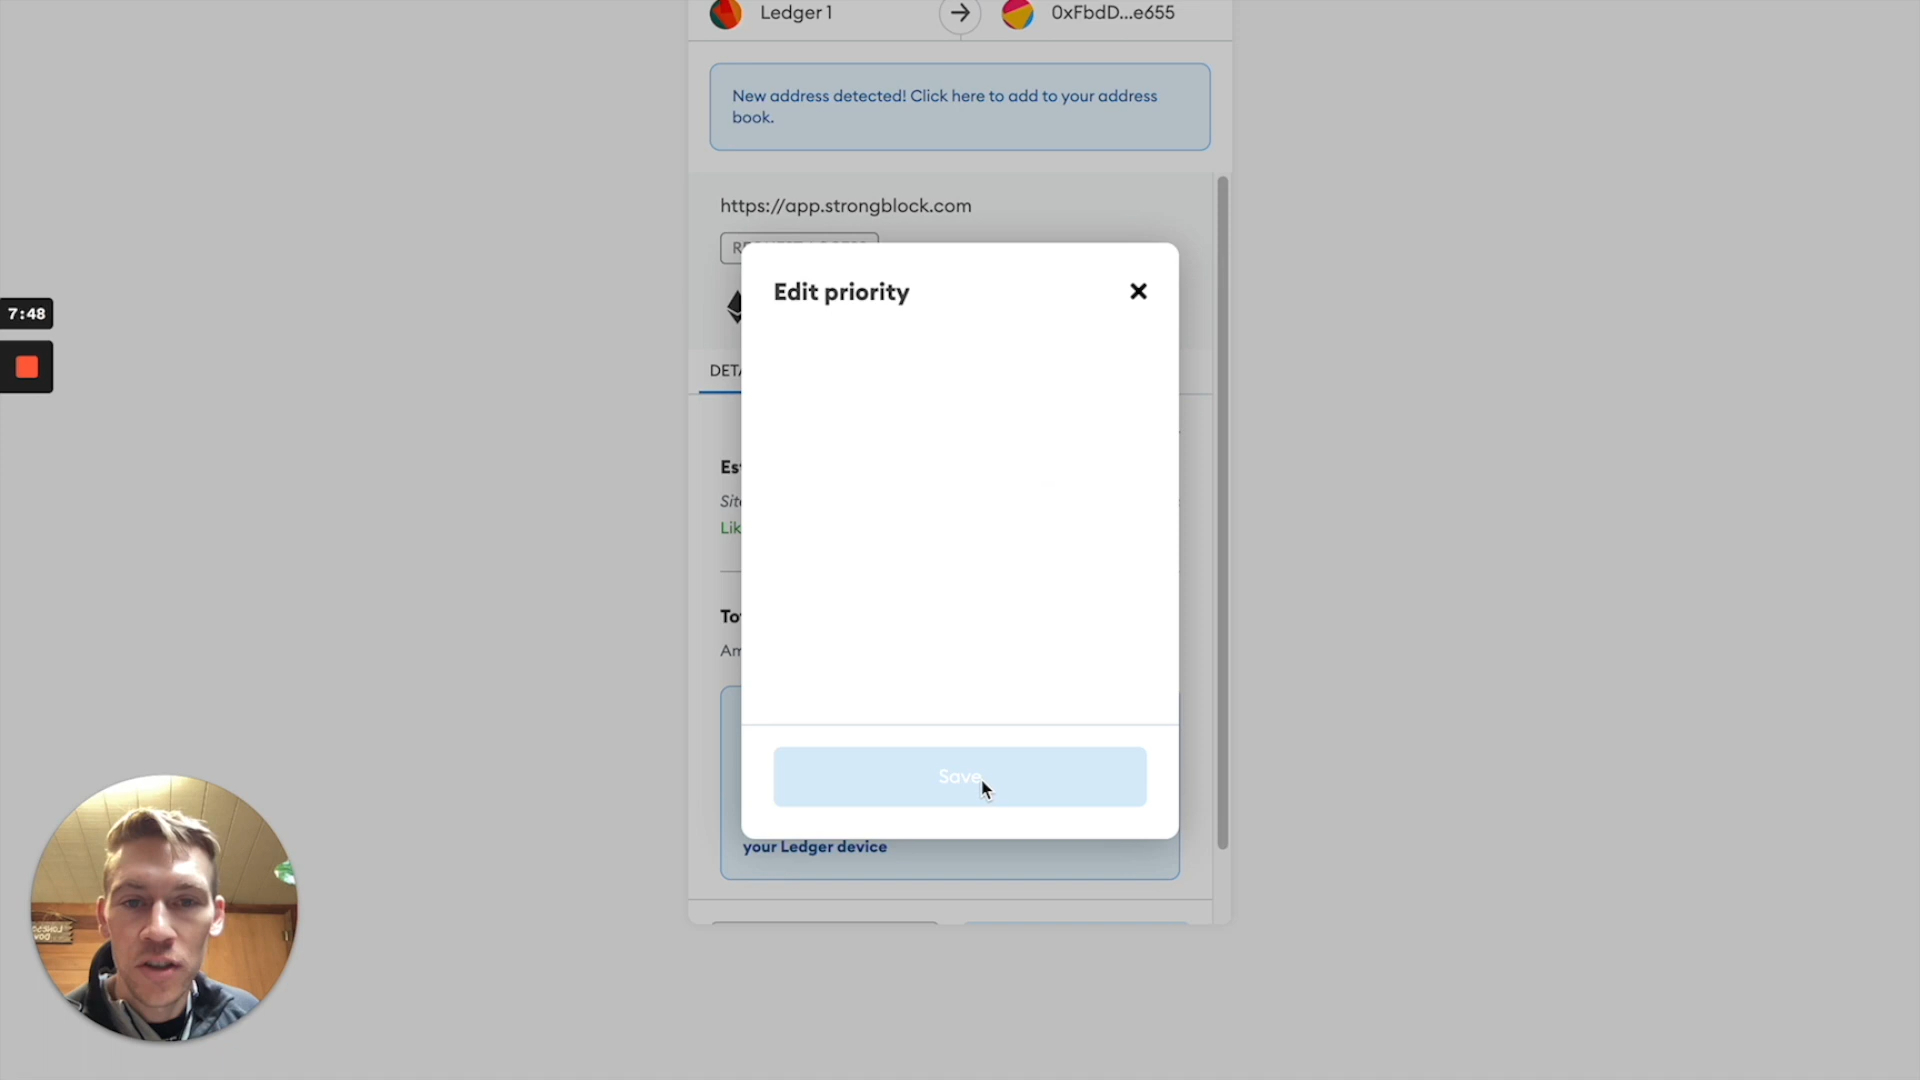 Ledger 1
0xFbdD...e655
New address detected! Click here to add to your address
book.
https://app.strongblock.com
Edit priority
7:48
Save
your Ledger device